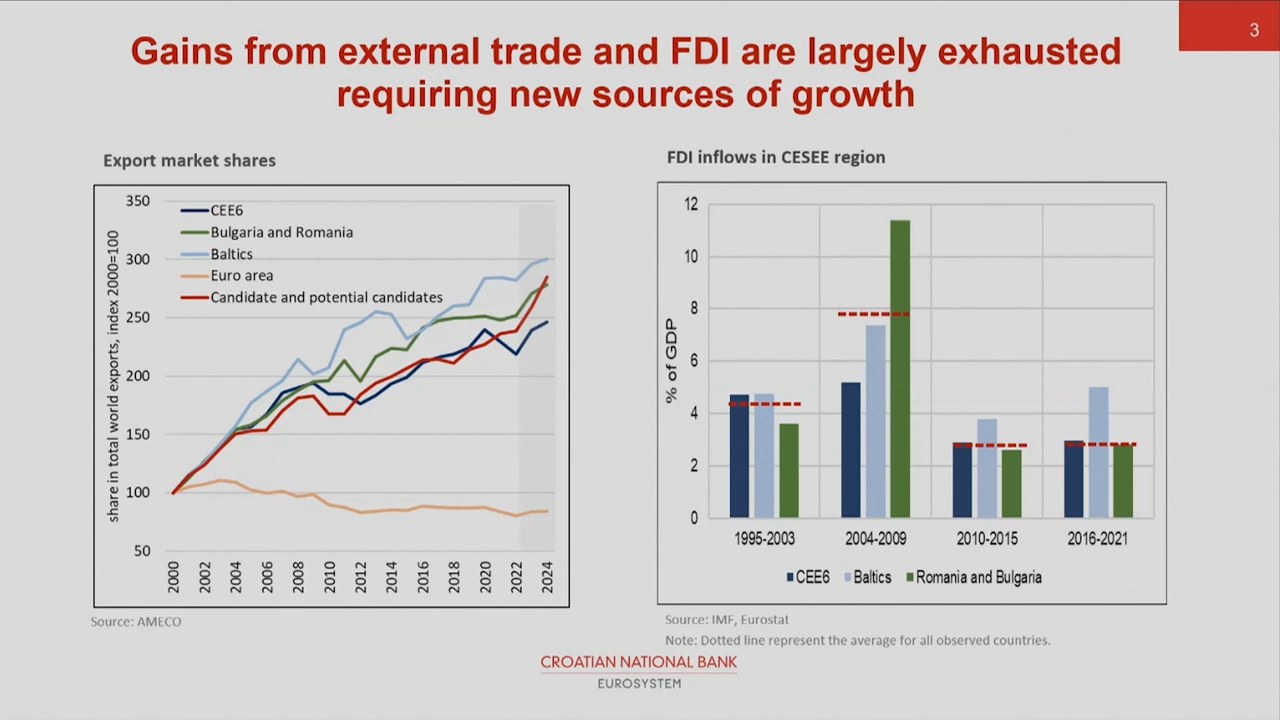 3
Gains from external trade and FDI are largely exhausted
requiring new sources of growth
Export market shares
share in total world exports, index 2000=100
350
300
250
200
150
100
50
CEE6
Bulgaria and Romania
Baltics
Euro area
Candidate and potential candidates
2000 2002 2004 2006 2008 2010 2012 2014 2016 2018 2020 2022 2024
Source: AMECO
FDI inflows in CESEE region
% of GDP
12
10
8
6
4
2
0
1995-2003 2004-2009 2010-2015 2016-2021
CEE6 Baltics Romania and Bulgaria
Source: IMF, Eurostat
Note: Dotted line represent the average for all observed countries.
CROATIAN NATIONAL BANK
EUROSYSTEM